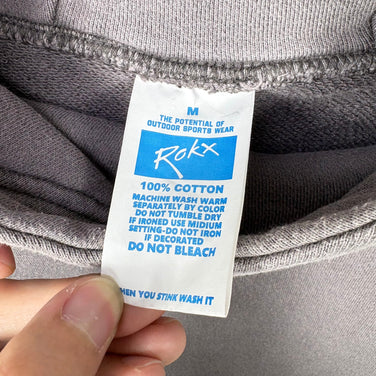 M
THE POTENTIAL OF
OUTDOOR SPORTS WEAR
Rokx
100% COTTON
MACHINE WASH WARM
SEPARATELY BY COLOR
DO NOT TUMBLE DRY
IF IRONED USE MIDIUM
SETTING-DO NOT IRON
IF DECORATED
DO NOT BLEACH
WHEN YOU STINK WASH IT